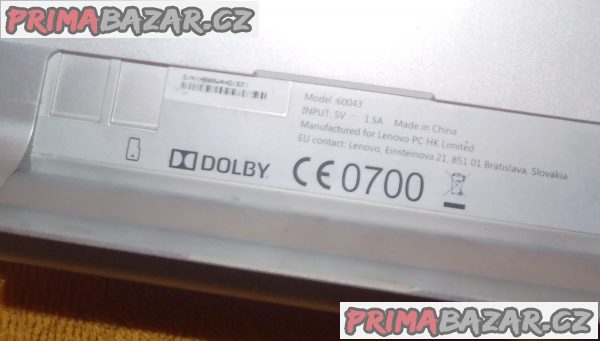 PRIMABAZAR.CZ
Model :60043
INPUT: 5V ⎓ 1.5A Made in China
Manufactured for Lenovo PC HK Limited
EU contact: Lenovo, Einsteinova 21, 851 01 Bratislava, Slovakia
DOLBY
CE0700
PRIMABAZAR.CZ